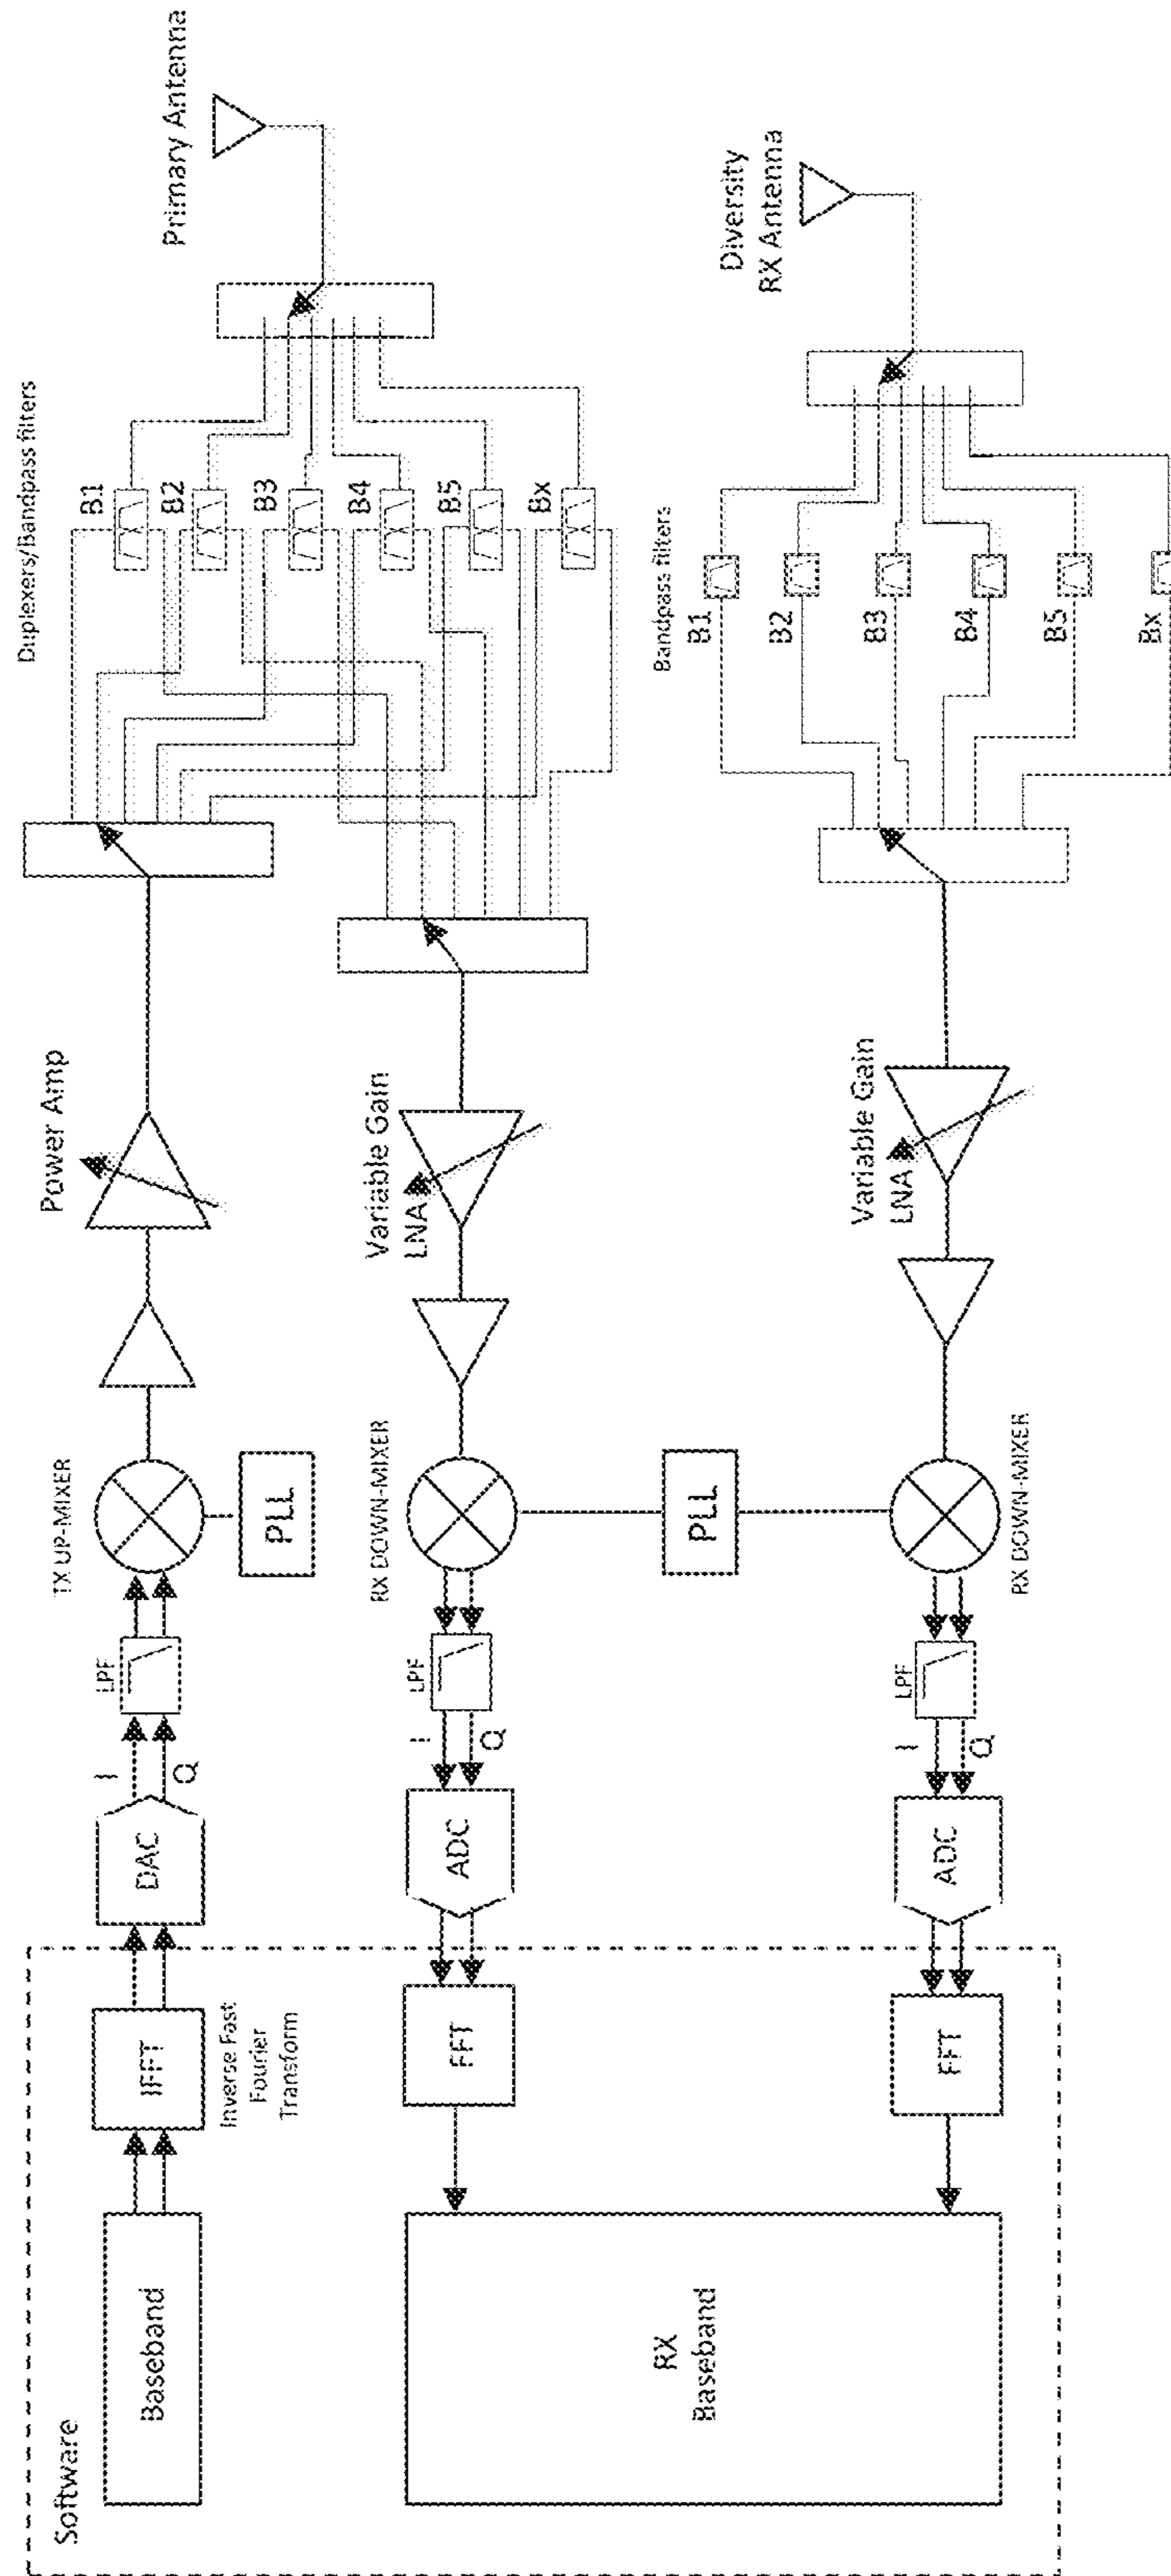 Software
Baseband
IFFT
Inverse Fast
Fourier
Transform
DAC
I
Q
LPF
TX UP-MIXER
PLL
Power Amp
Duplexers/Bandpass filters
B1
B2
B3
B4
B5
Bx
Primary Antenna
RX
Baseband
FFT
ADC
I
Q
LPF
RX DOWN-MIXER
PLL
Variable Gain
LNA
FFT
ADC
I
Q
LPF
RX DOWN-MIXER
Variable Gain
LNA
Bandpass filters
B1
B2
B3
B4
B5
Bx
Diversity
RX Antenna